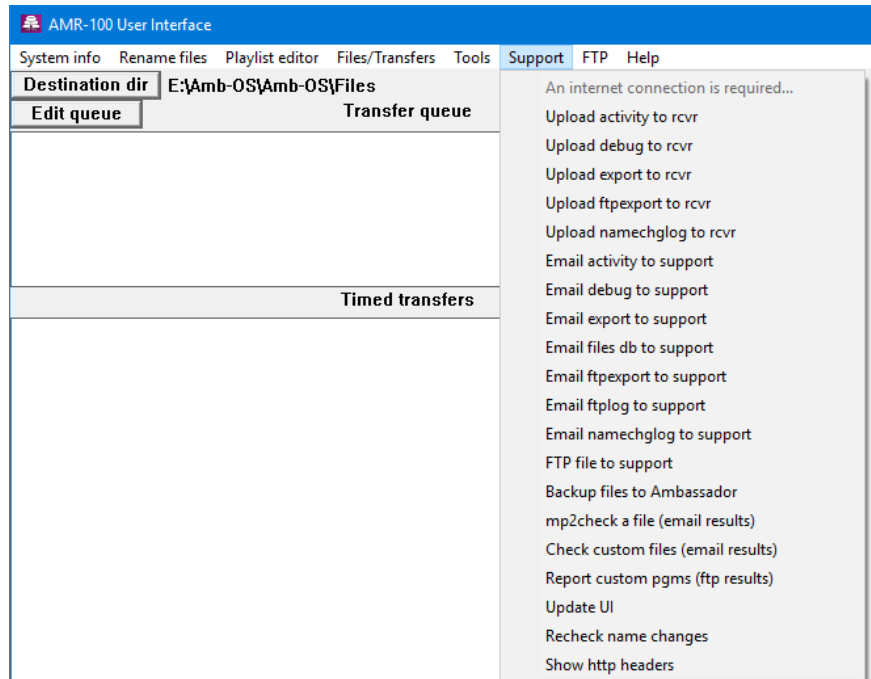 AMR-100 User Interface
System info Rename files Playlist editor Files/Transfers Tools Support FTP Help
Destination dir E:\Amb-OS\Amb-OS\Files
Edit queue Transfer queue
Timed transfers
An internet connection is required...
Upload activity to rcvr
Upload debug to rcvr
Upload export to rcvr
Upload ftpexport to rcvr
Upload namechglog to rcvr
Email activity to support
Email debug to support
Email export to support
Email files db to support
Email ftpexport to support
Email ftplog to support
Email namechglog to support
FTP file to support
Backup files to Ambassador
mp2check a file (email results)
Check custom files (email results)
Report custom pgms (ftp results)
Update UI
Recheck name changes
Show http headers